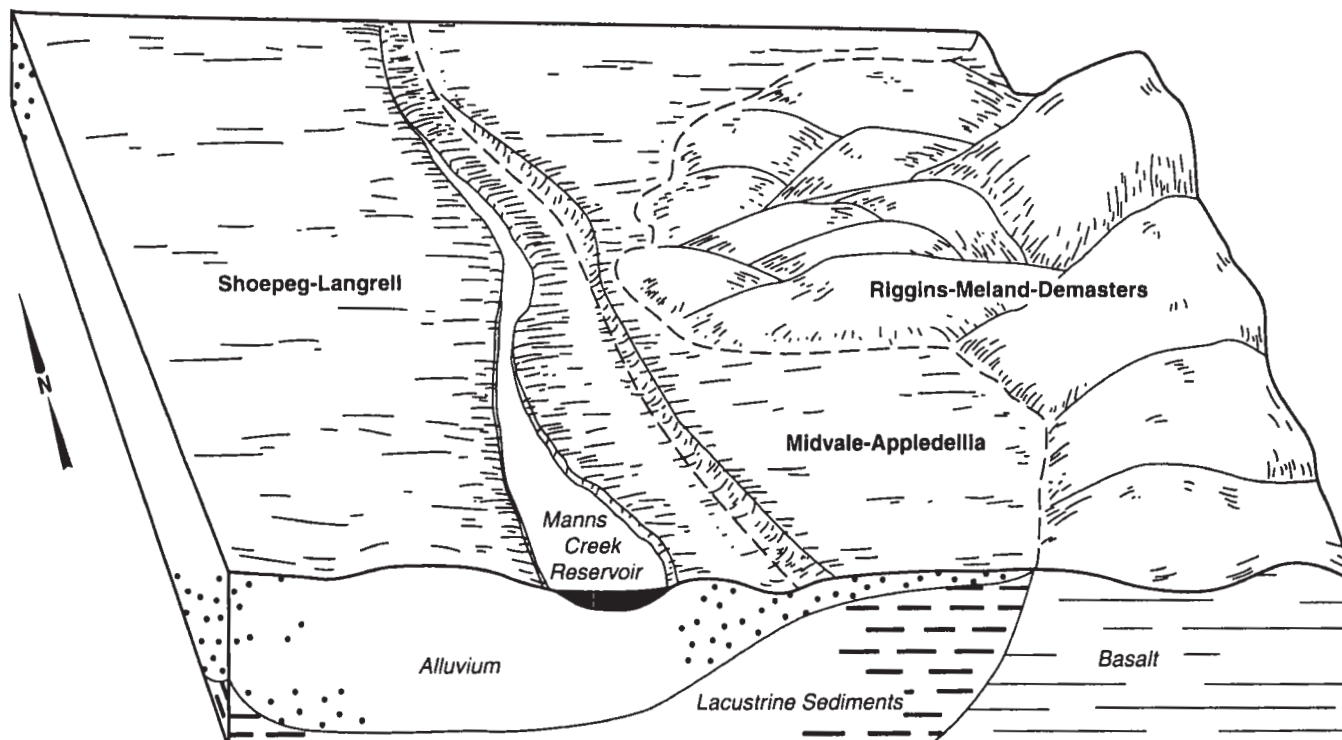 Shoepeg-Langrell
Riggins-Meland-Demasters
N
Midvale-Appledellia
Manns
Creek
Reservoir
Alluvium
Basalt
Lacustrine Sediments